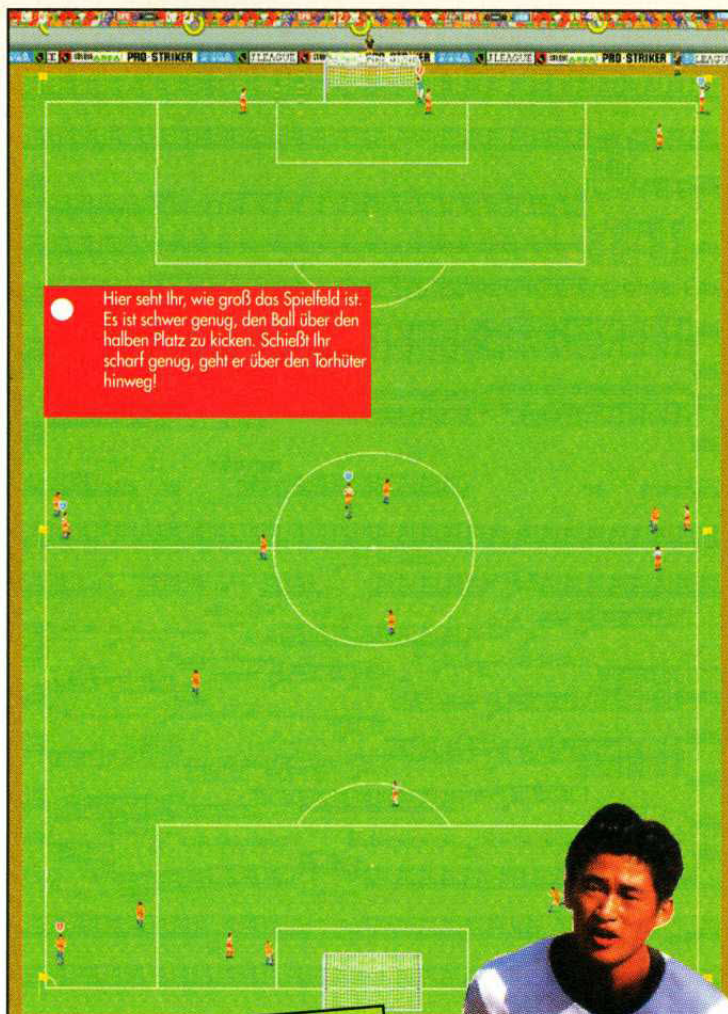 PRO-STRIKER J.LEAGUE PRO-STRIKER J.LEAGUE PRO-STRIKER LEAGUE
Hier seht Ihr, wie groß das Spielfeld ist.
Es ist schwer genug, den Ball über den
halben Platz zu kicken. Schießt Ihr
scharf genug, geht er über den Torhüter
hinweg!